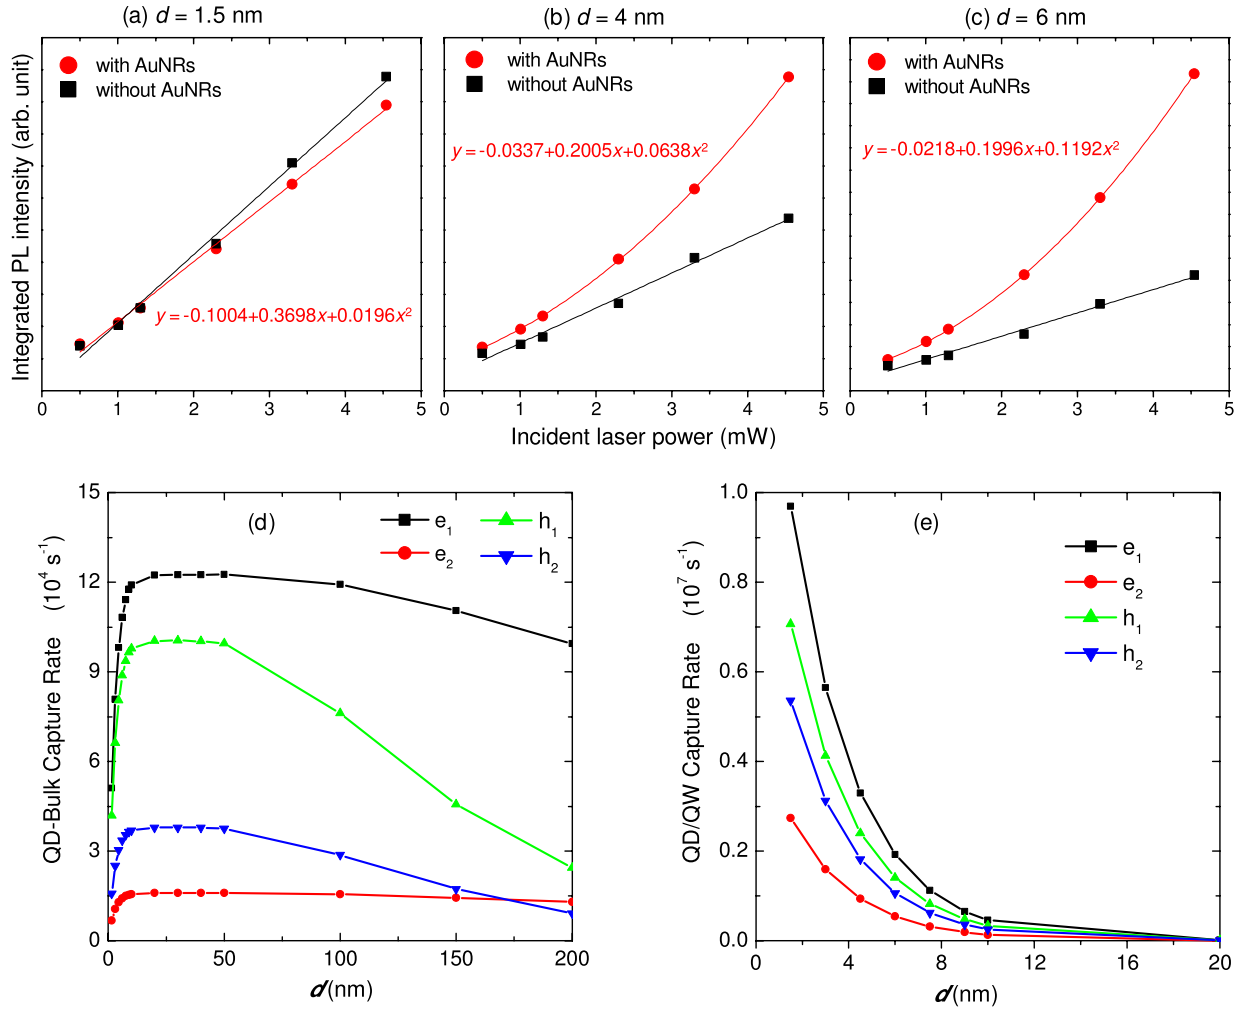 (a) d = 1.5 nm
(b) d = 4 nm
(c) d = 6 nm
Integrated PL intensity (arb. unit)
with AuNRs
without AuNRs
y = -0.1004+0.3698x+0.0196x²
0 1 2 3 4 5
with AuNRs
without AuNRs
y = -0.0337+0.2005x+0.0638x²
0 1 2 3 4 5
with AuNRs
without AuNRs
y = -0.0218+0.1996x+0.1192x²
0 1 2 3 4 5
Incident laser power (mW)
(d)
QD-Bulk Capture Rate (10⁴ s⁻¹)
15
12
9
6
3
0
e₁
e₂
h₁
h₂
0 50 100 150 200
d (nm)
(e)
QD/QW Capture Rate (10⁷ s⁻¹)
1.0
0.8
0.6
0.4
0.2
0.0
e₁
e₂
h₁
h₂
0 4 8 12 16 20
d (nm)